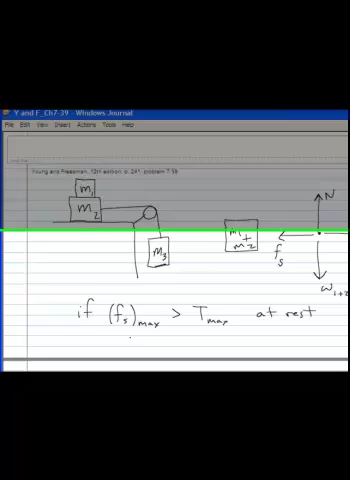 Y and F_Ch7-39 - Windows Journal
File Edit View Insert Actions Tools Help
Young and Freedman, 12th edition, p. 241, problem 7.39
m₁
m₂
m₃
m₁ + m₂
N
fₛ
w₁₊₂
if (fₛ)max > Tmax at rest